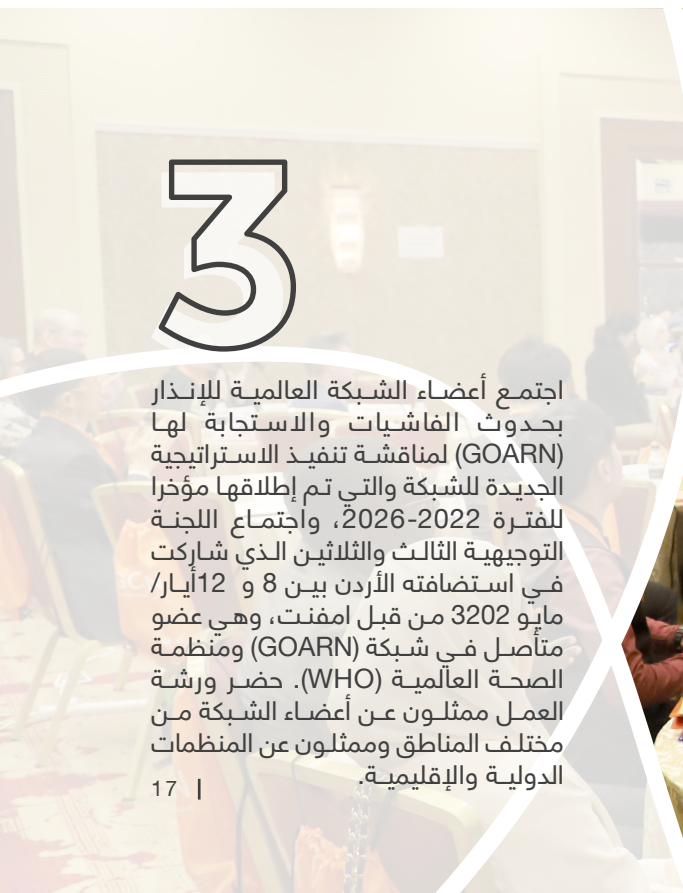 3
اجتمع أعضاء الشبكة العالمية للإنذار
بحدوث الفاشيات والاستجابة لها
(GOARN) لمناقشة تنفيذ الاستراتيجية
الجديدة للشبكة والتي تم إطلاقها مؤخرا
للفترة 2022-2026، واجتماع اللجنة
التوجيهية الثالث والثلاثين الذي شاركت
في استضافته الأردن بين 8 و 12أيار/
مايو 3202 من قبل امفنت، وهي عضو
متأصل في شبكة (GOARN) ومنظمة
الصحة العالمية (WHO). حضر ورشة
العمل ممثلون عن أعضاء الشبكة من
مختلف المناطق وممثلون عن المنظمات
الدولية والإقليمية.
17 |